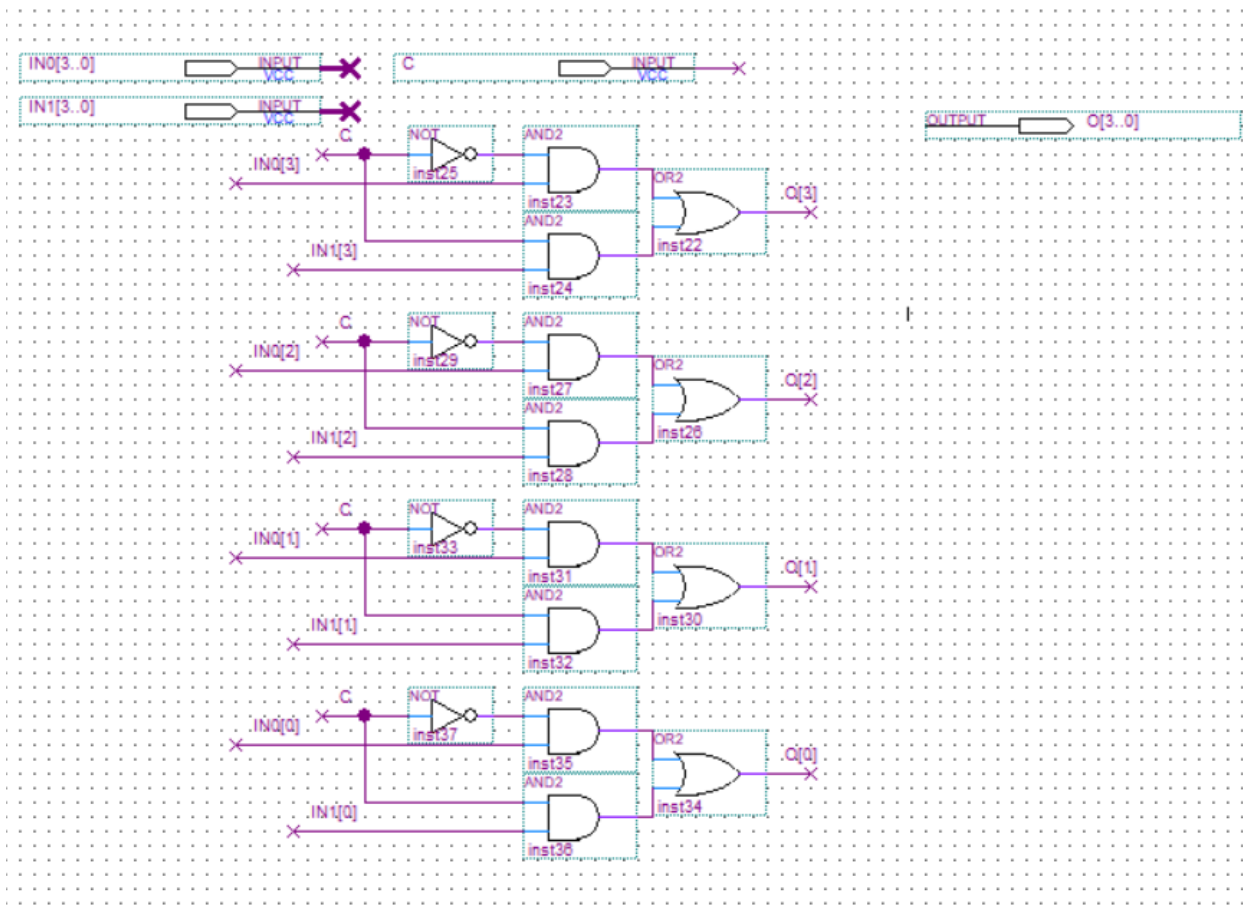 IN0[3..0] INPUT VCC
C INPUT VCC
IN1[3..0] INPUT VCC
OUTPUT O[3..0]
C NOT AND2
IN0[3] inst25
inst23
OR2
O[3]
AND2
IN1[3] inst22
inst24
C NOT AND2
IN0[2] inst29
inst27
OR2
O[2]
AND2
IN1[2] inst26
inst28
C NOT AND2
IN0[1] inst33
inst31
OR2
O[1]
AND2
IN1[1] inst30
inst32
C NOT AND2
IN0[0] inst37
inst35
OR2
O[0]
AND2
IN1[0] inst34
inst36